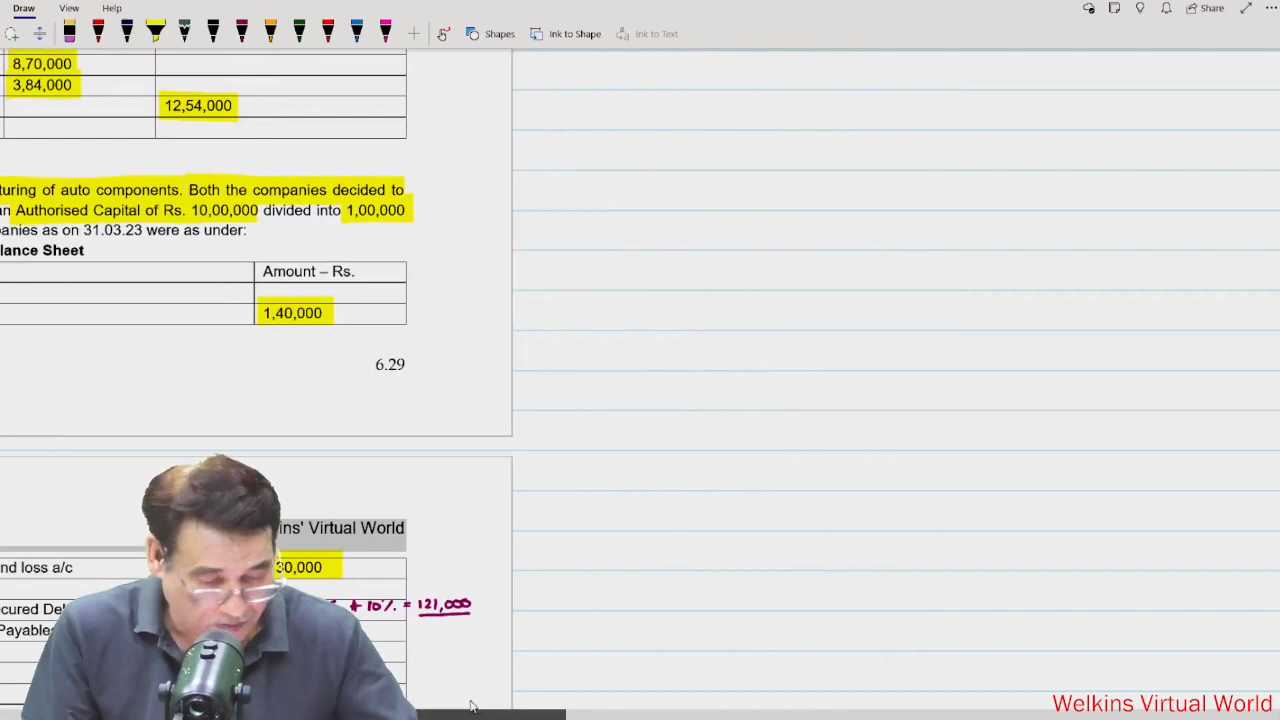 Draw View Help Share
Shapes Ink to Shape Ink to Text
8,70,000
3,84,000
12,54,000
turing of auto components. Both the companies decided to
an Authorised Capital of Rs. 10,00,000 divided into 1,00,000
panies as on 31.03.23 were as under:
lance Sheet
Amount – Rs.
1,40,000
6.29
ins' Virtual World
nd loss a/c 30,000
cured De
+ 10% = 121,000
Payables
Welkins Virtual World